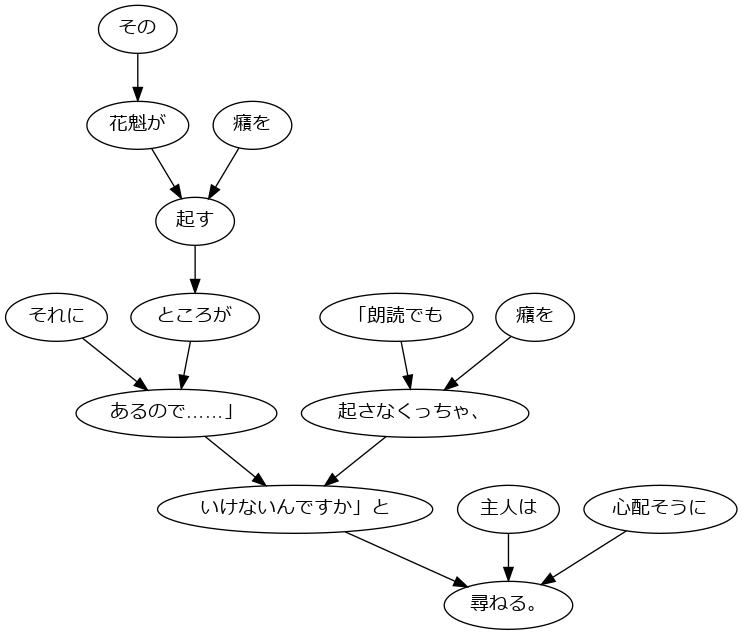 その
花魁が
癪を
起す
それに
ところが
「朗読でも
癪を
あるので……」
起さなくっちゃ、
いけないんですか」と
主人は
心配そうに
尋ねる。